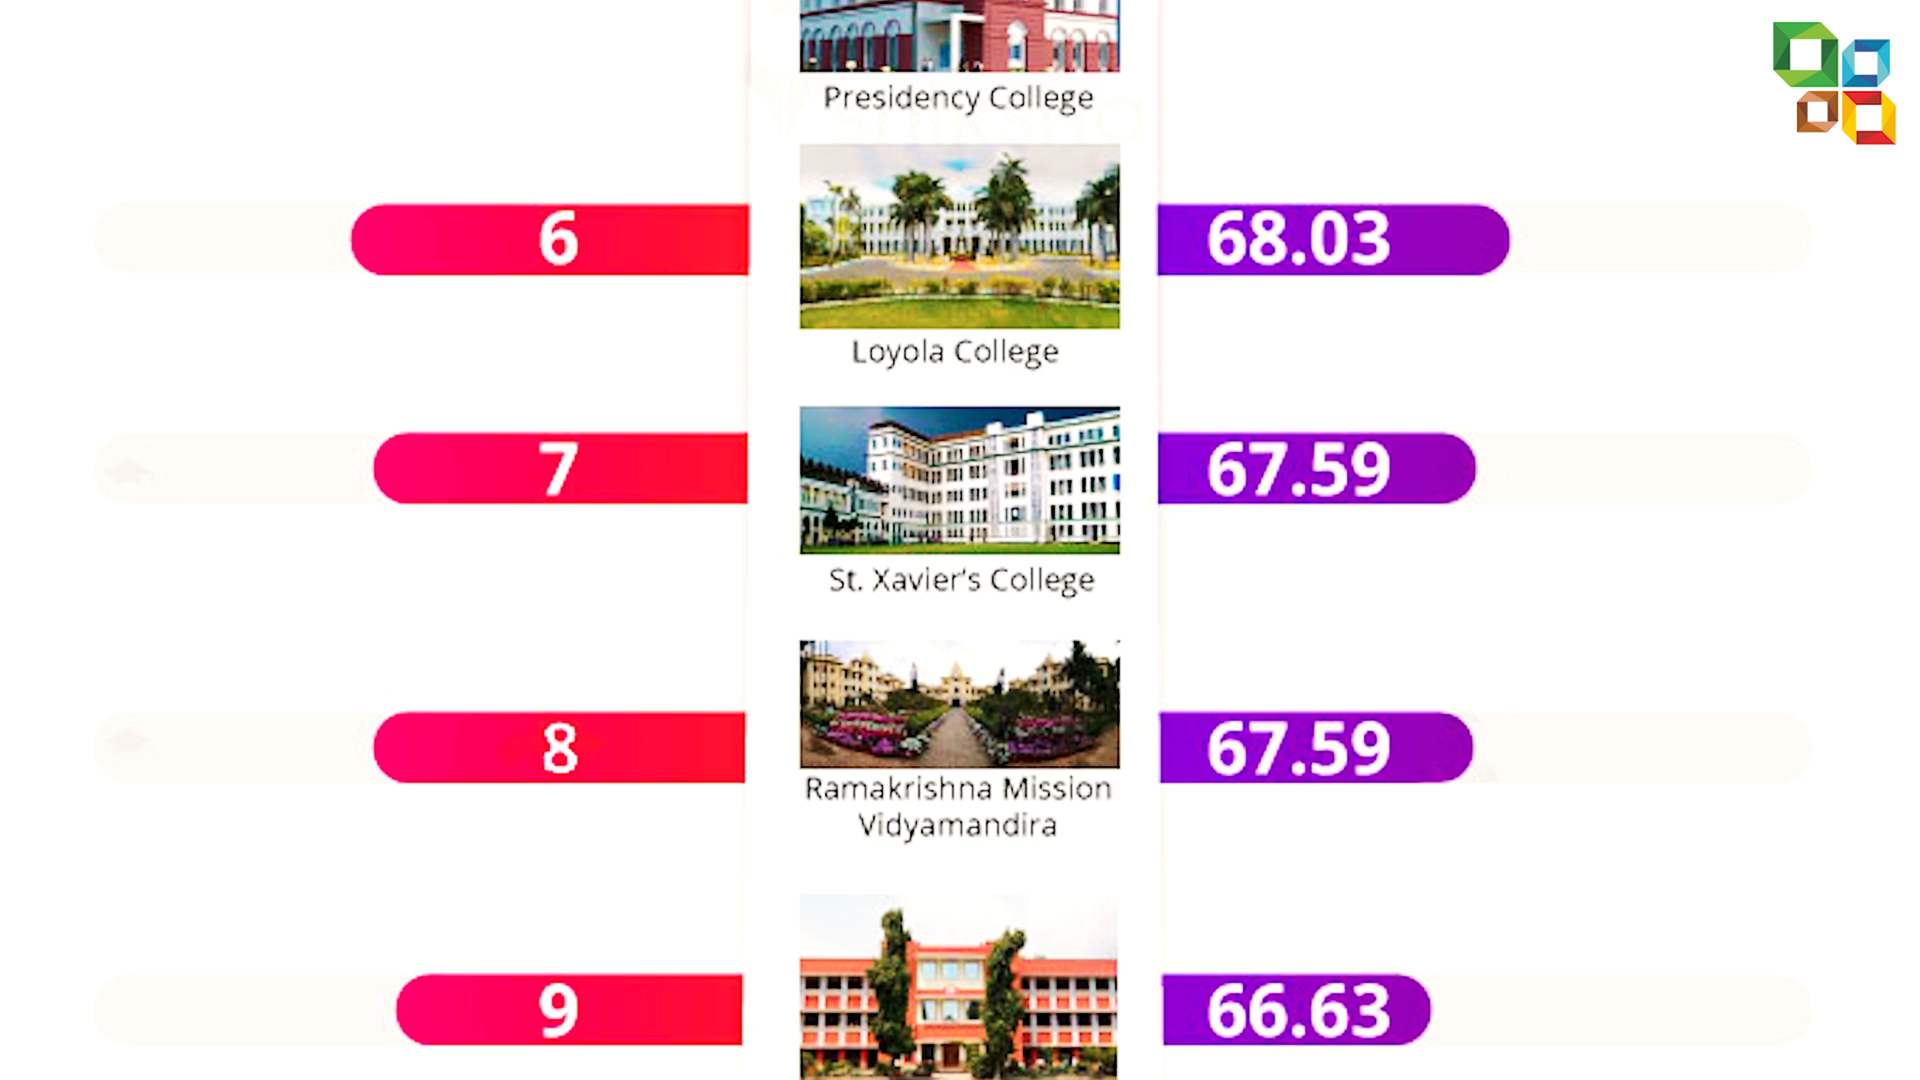 Presidency College
6
68.03
Loyola College
7
67.59
St. Xavier's College
8
67.59
Ramakrishna Mission
Vidyamandira
9
66.63